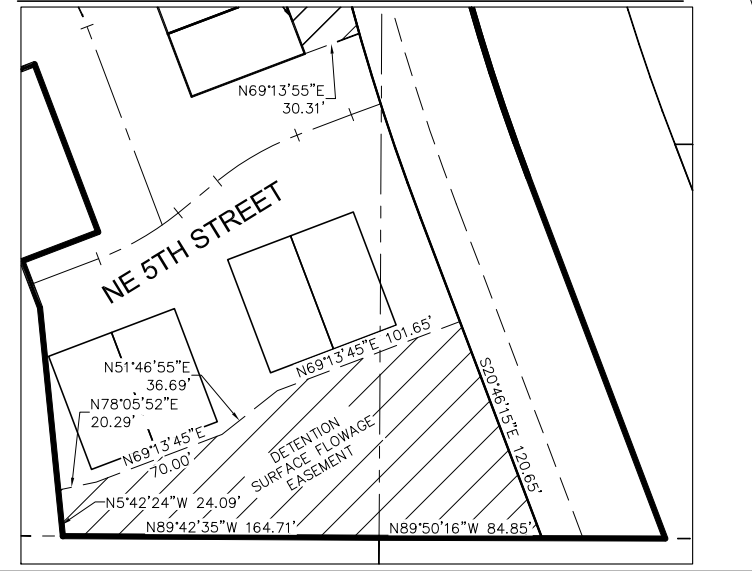 N69°13'55"E
30.31'
NE 5TH STREET
N69°13'45"E 101.65'
N51°46'55"E
36.69'
N78°05'52"E
20.29'
N69°13'45"E
70.00'
DETENTION
SURFACE FLOWAGE
EASEMENT
S20°46'15"E 120.65'
N5°42'24"W 24.09'
N89°42'35"W 164.71'
N89°50'16"W 84.85'